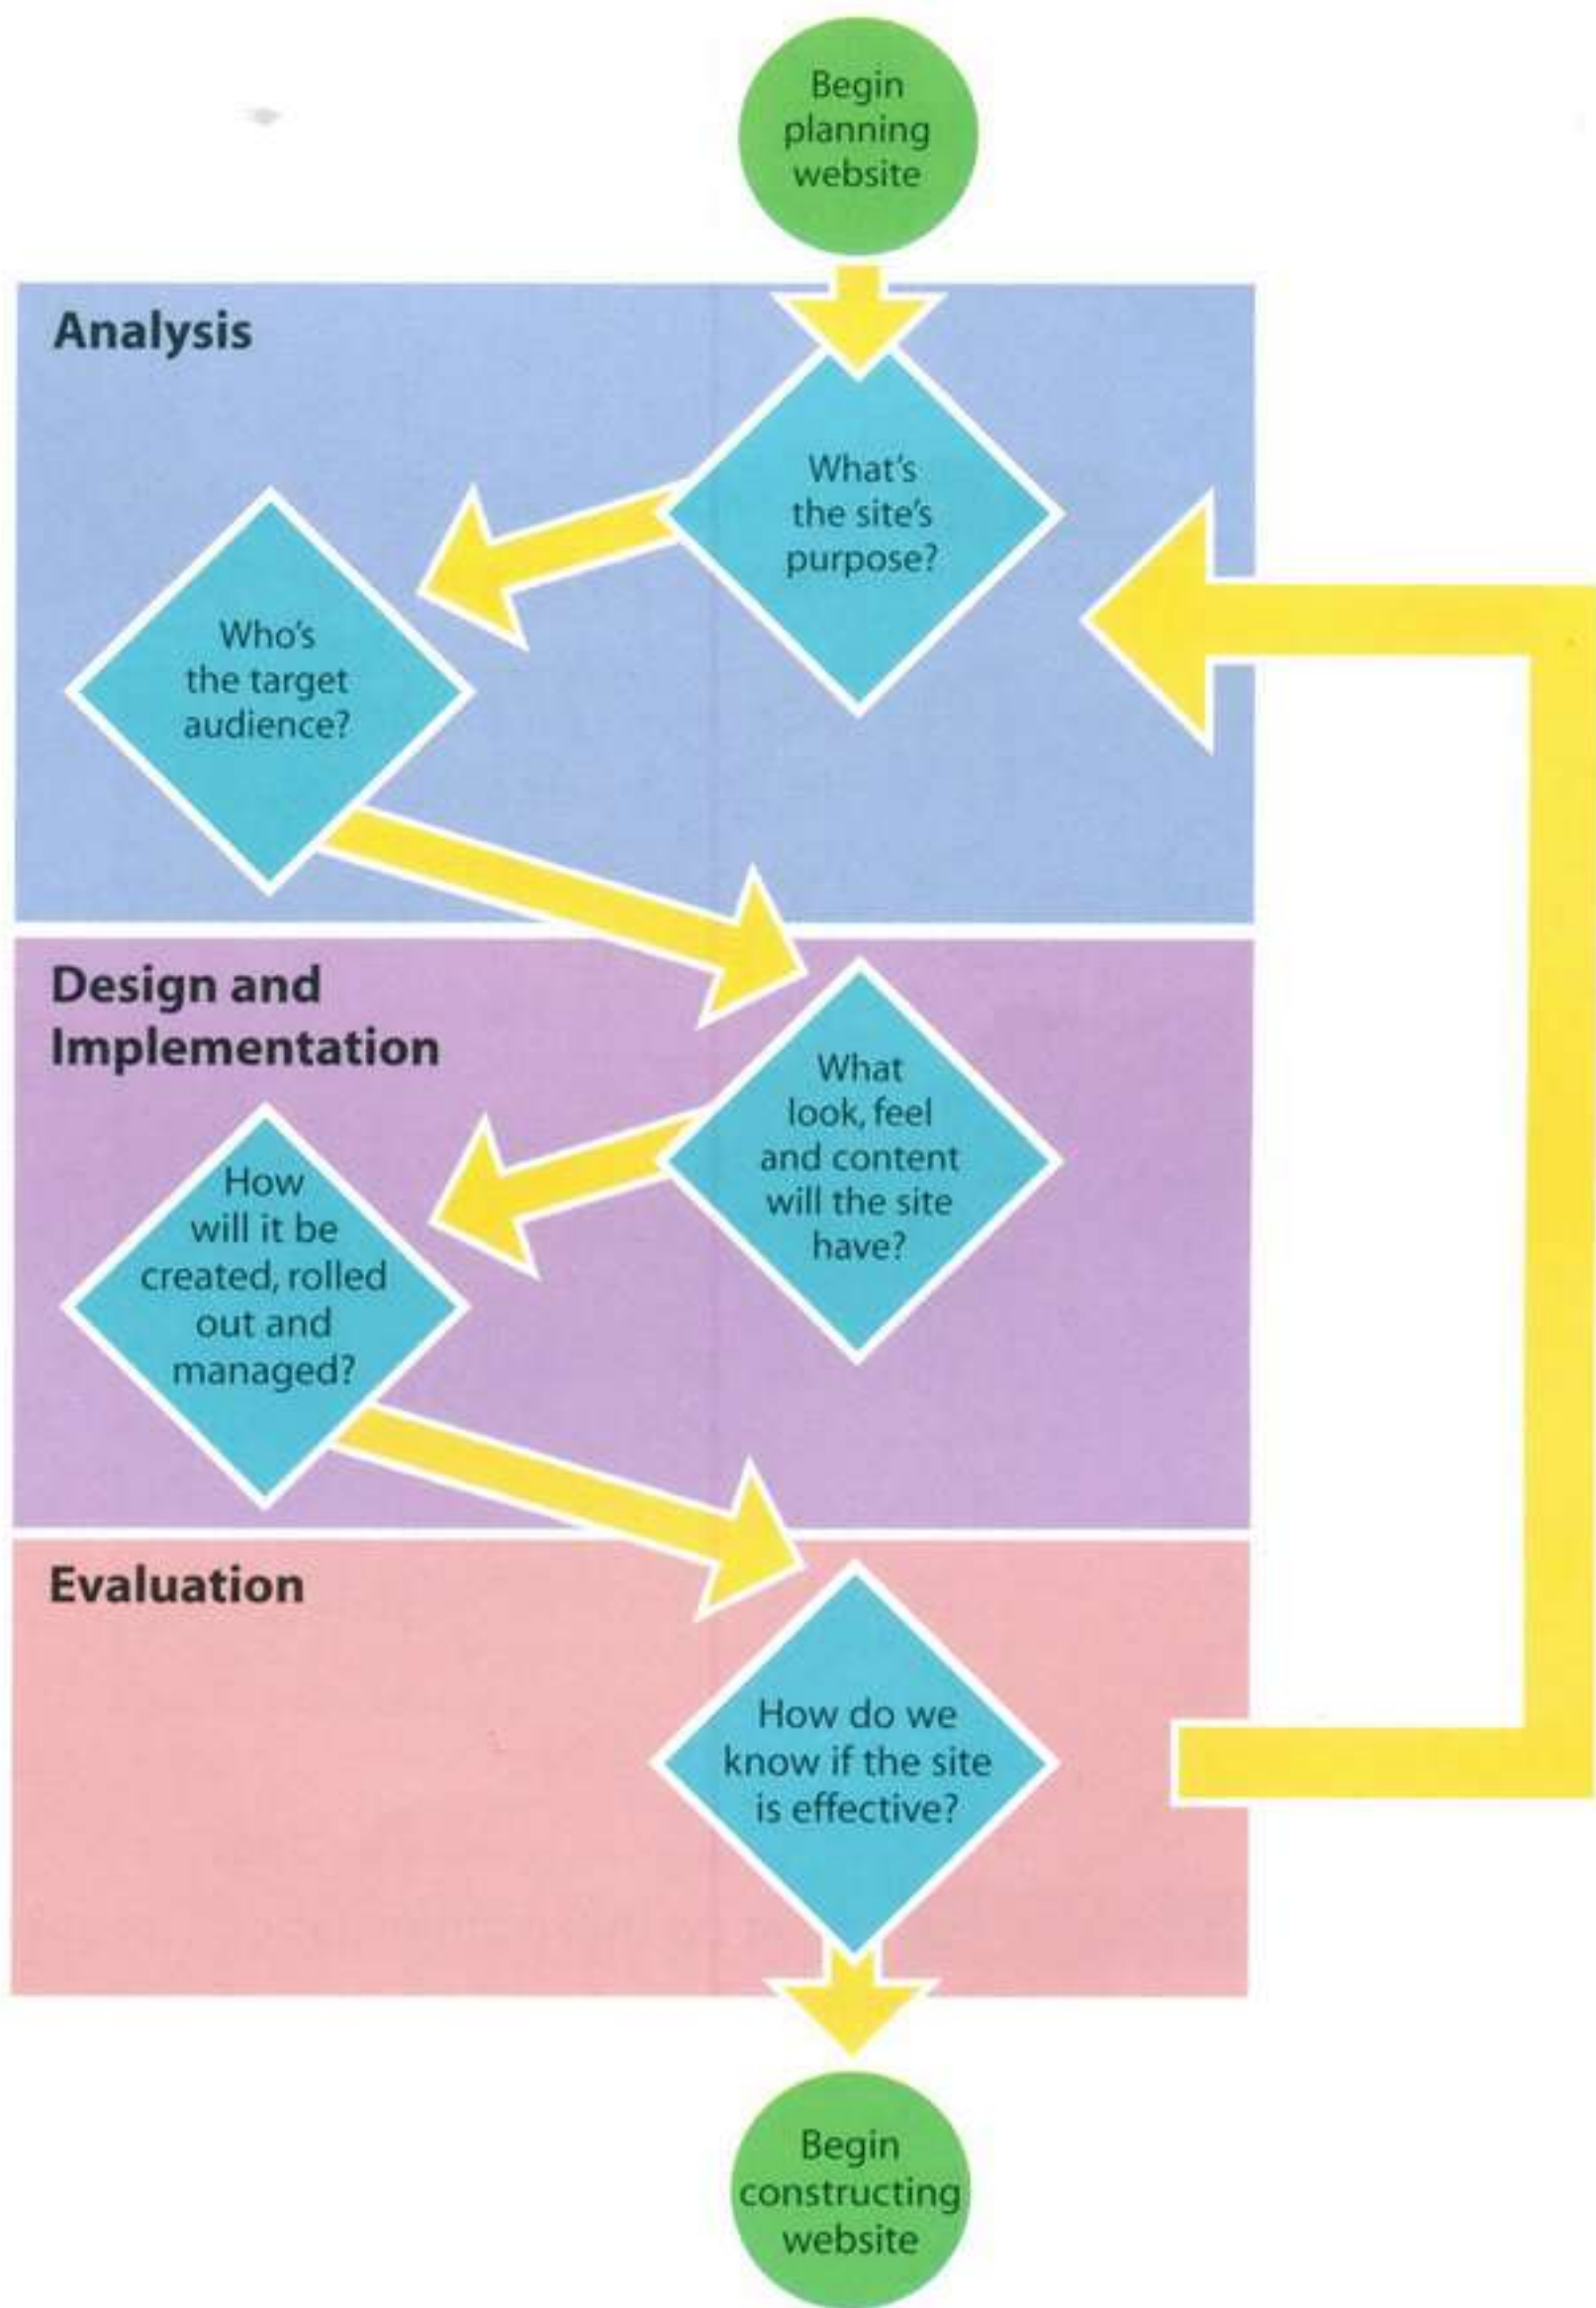 Begin
planning
website
Analysis
What's
the site's
purpose?
Who's
the target
audience?
Design and
Implementation
What
look, feel
and content
will the site
have?
How
will it be
created, rolled
out and
managed?
Evaluation
How do we
know if the site
is effective?
Begin
constructing
website